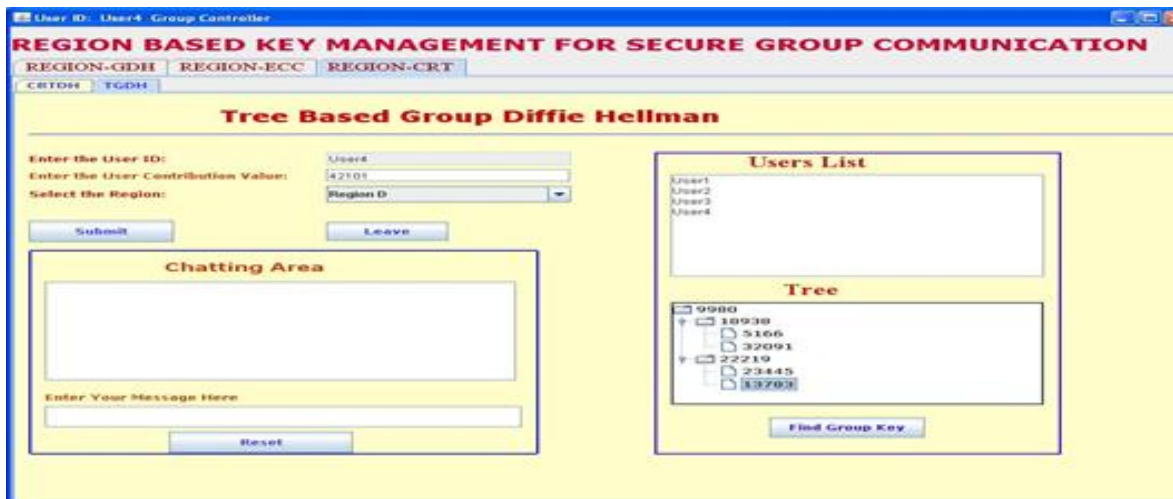 User ID: User4 Group Controller
REGION BASED KEY MANAGEMENT FOR SECURE GROUP COMMUNICATION
REGION-GDH REGION-ECC REGION-CRT
CRTDH TGDH
Tree Based Group Diffie Hellman
Enter the User ID: User4
Enter the User Contribution Value: 42101
Select the Region: Region D
Submit Leave
Chatting Area
Enter Your Message Here
Reset
Users List
User1
User2
User3
User4
Tree
9980
18938
5166
32091
22219
23445
13703
Find Group Key